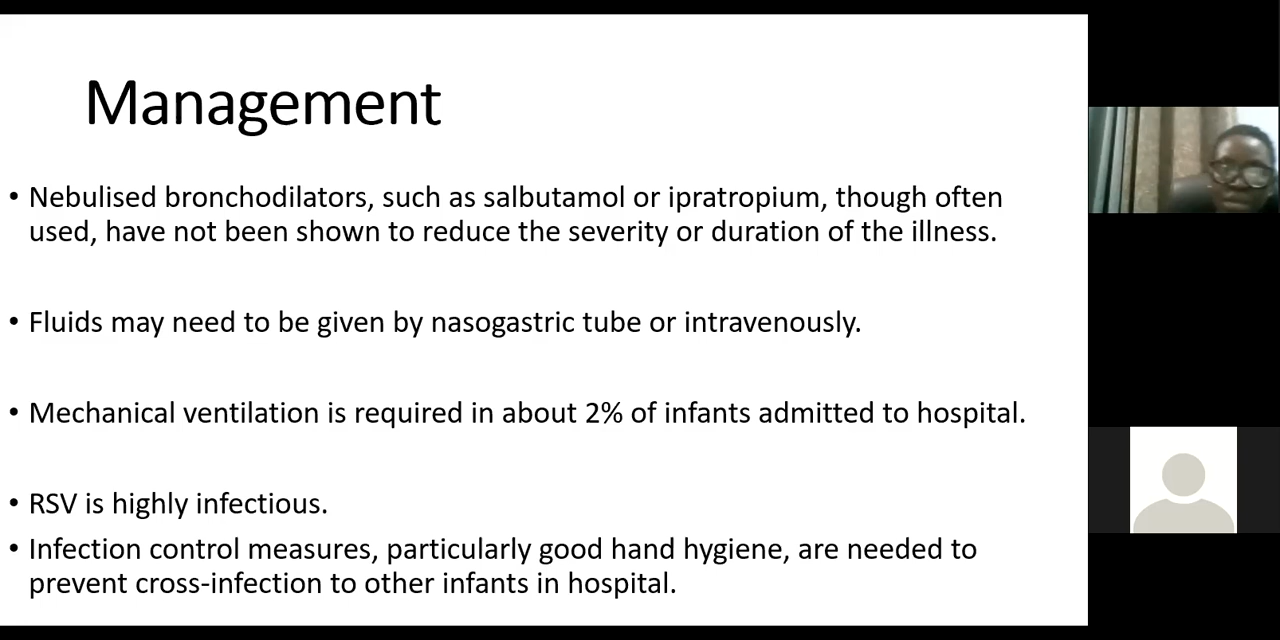 Management
• Nebulised bronchodilators, such as salbutamol or ipratropium, though often
used, have not been shown to reduce the severity or duration of the illness.
• Fluids may need to be given by nasogastric tube or intravenously.
• Mechanical ventilation is required in about 2% of infants admitted to hospital.
• RSV is highly infectious.
• Infection control measures, particularly good hand hygiene, are needed to
prevent cross-infection to other infants in hospital.